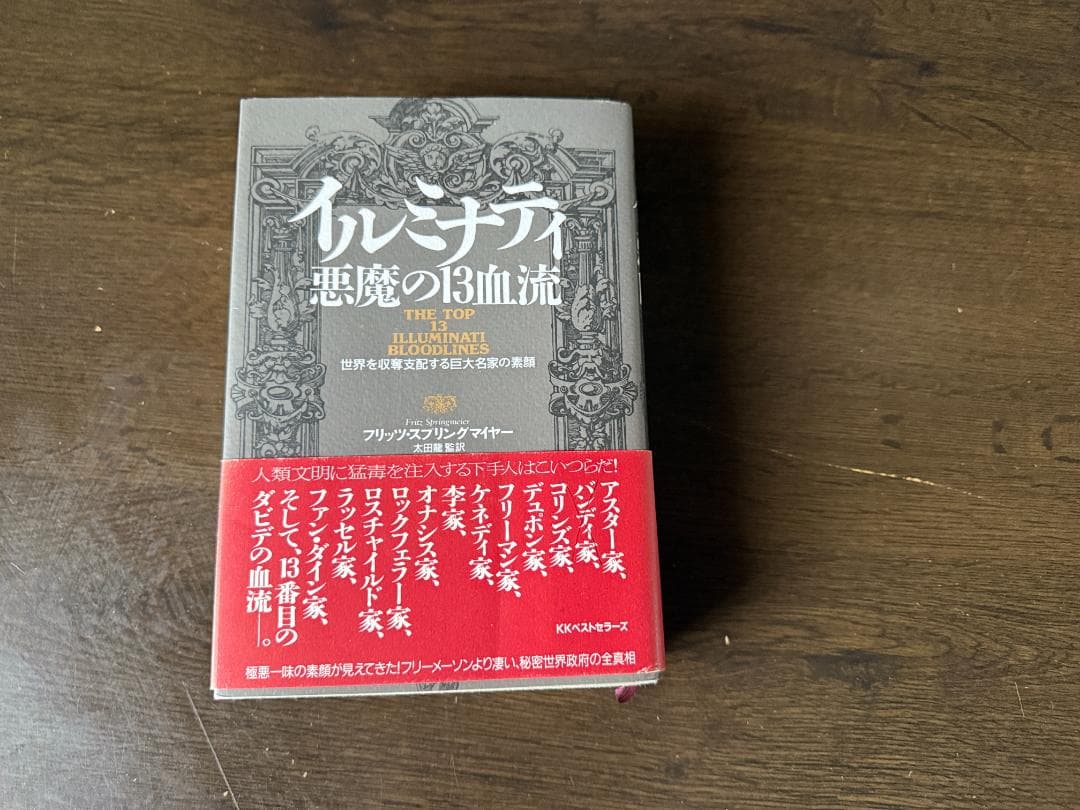 イルミナティ
悪魔の13血流
THE TOP
13
ILLUMINATI
BLOODLINES
世界を収奪支配する巨大名家の素顔
Fritz Springmeier
フリッツ・スプリングマイヤー
太田龍 監訳
人類文明に猛毒を注入する下手人はこいつらだ!
アスター家、
バンディ家、
コリンズ家、
デュポン家、
フリーマン家、
ケネディ家、
李家、
オナシス家、
ロックフェラー家、
ロスチャイルド家、
ラッセル家、
ファン・ダイン家、
そして、13番目の
ダビデの血流―。
KKベストセラーズ
極悪一味の素顔が見えてきた!フリーメーソンより凄い、秘密世界政府の全真相